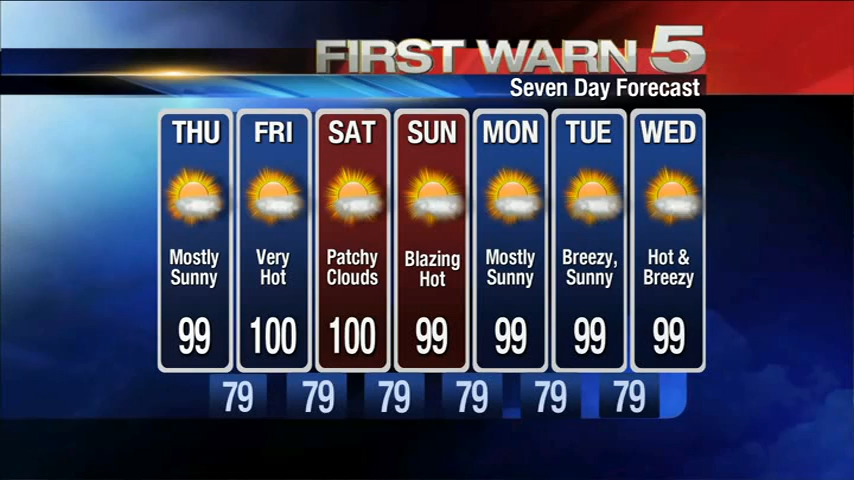 FIRST WARN 5
Seven Day Forecast
THU FRI SAT SUN MON TUE WED
Mostly Very Patchy Blazing Mostly Breezy, Hot &
Sunny Hot Clouds Hot Sunny Sunny Breezy
99 100 100 99 99 99 99
79 79 79 79 79 79